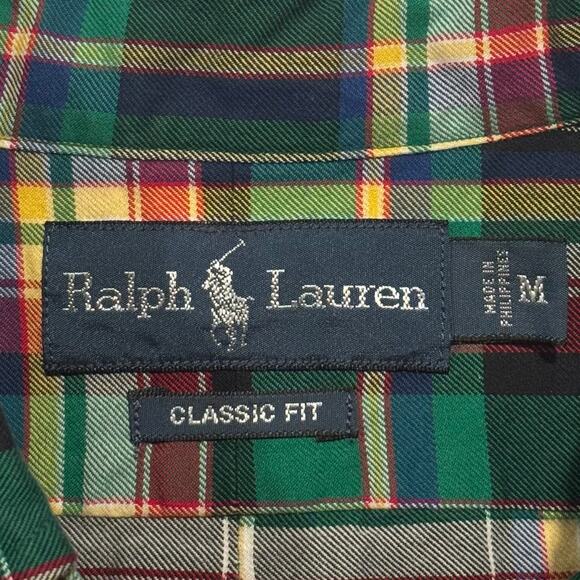 Ralph Lauren
MADE IN
PHILIPPINES
M
CLASSIC FIT